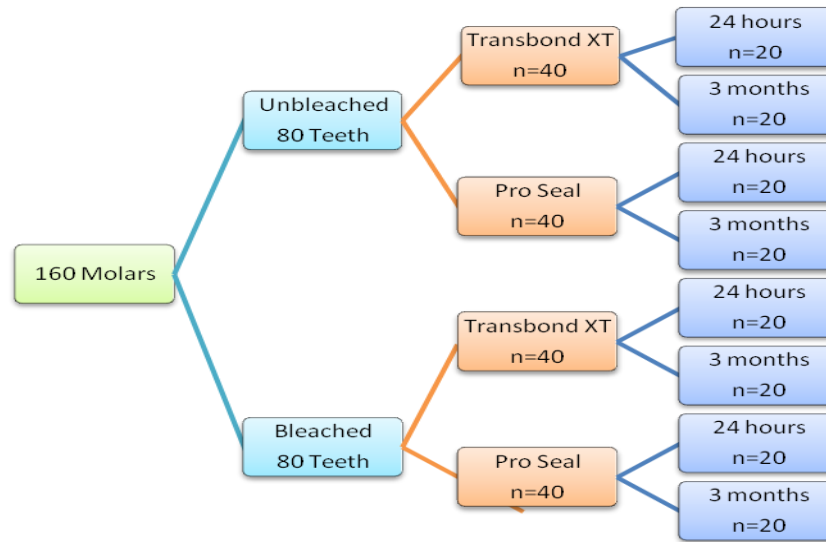 160 Molars
Unbleached
80 Teeth
Transbond XT
n=40
24 hours
n=20
3 months
n=20
Pro Seal
n=40
24 hours
n=20
3 months
n=20
Bleached
80 Teeth
Transbond XT
n=40
24 hours
n=20
3 months
n=20
Pro Seal
n=40
24 hours
n=20
3 months
n=20